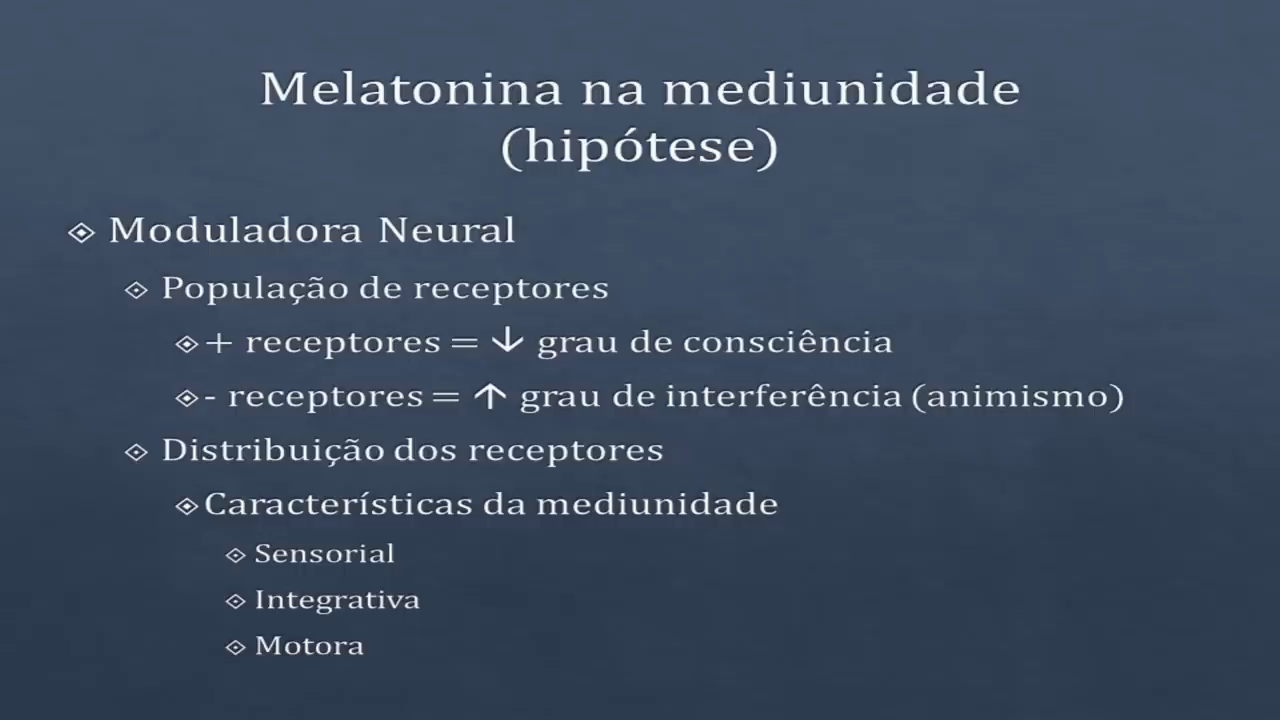 Melatonina na mediunidade
(hipótese)
Moduladora Neural
População de receptores
+ receptores = ↓ grau de consciência
- receptores = ↑ grau de interferência (animismo)
Distribuição dos receptores
Características da mediunidade
Sensorial
Integrativa
Motora